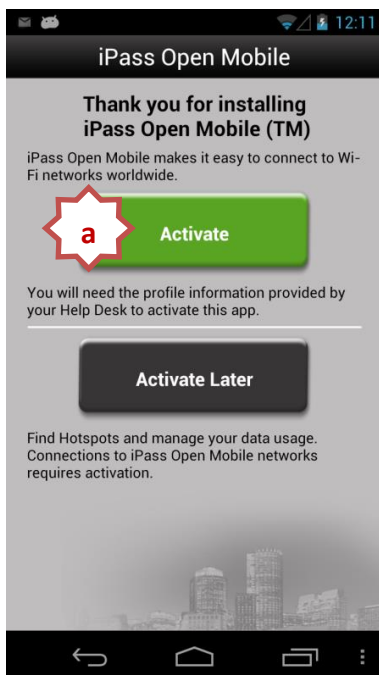 12:11
iPass Open Mobile
Thank you for installing
iPass Open Mobile (TM)
iPass Open Mobile makes it easy to connect to Wi-
Fi networks worldwide.
a
Activate
You will need the profile information provided by
your Help Desk to activate this app.
Activate Later
Find Hotspots and manage your data usage.
Connections to iPass Open Mobile networks
requires activation.